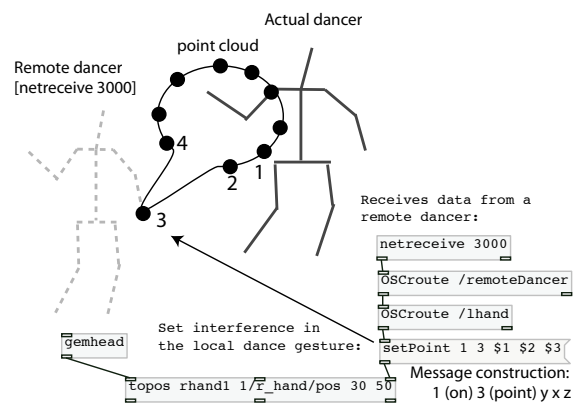 Actual dancer
point cloud
Remote dancer
[netreceive 3000]
4
1
2
3
Receives data from a
remote dancer:
netreceive 3000
OSCroute /remoteDancer
OSCroute /lhand
Set interference in
the local dance gesture:
setPoint 1 3 $1 $2 $3
gemhead
Message construction:
1 (on) 3 (point) y x z
topos rhand1 1/r_hand/pos 30 50